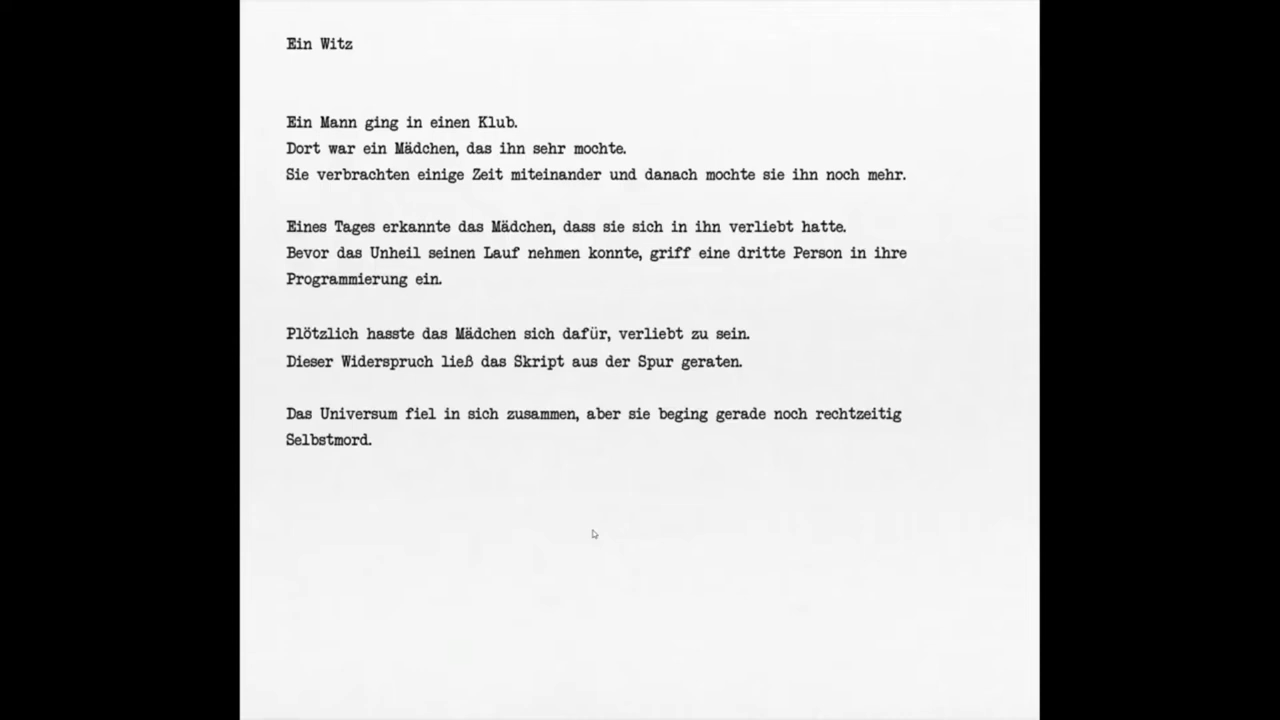 Ein Witz
Ein Mann ging in einen Klub.
Dort war ein Mädchen, das ihn sehr mochte.
Sie verbrachten einige Zeit miteinander und danach mochte sie ihn noch mehr.
Eines Tages erkannte das Mädchen, dass sie sich in ihn verliebt hatte.
Bevor das Unheil seinen Lauf nehmen konnte, griff eine dritte Person in ihre
Programmierung ein.
Plötzlich hasste das Mädchen sich dafür, verliebt zu sein.
Dieser Widerspruch ließ das Skript aus der Spur geraten.
Das Universum fiel in sich zusammen, aber sie beging gerade noch rechtzeitig
Selbstmord.